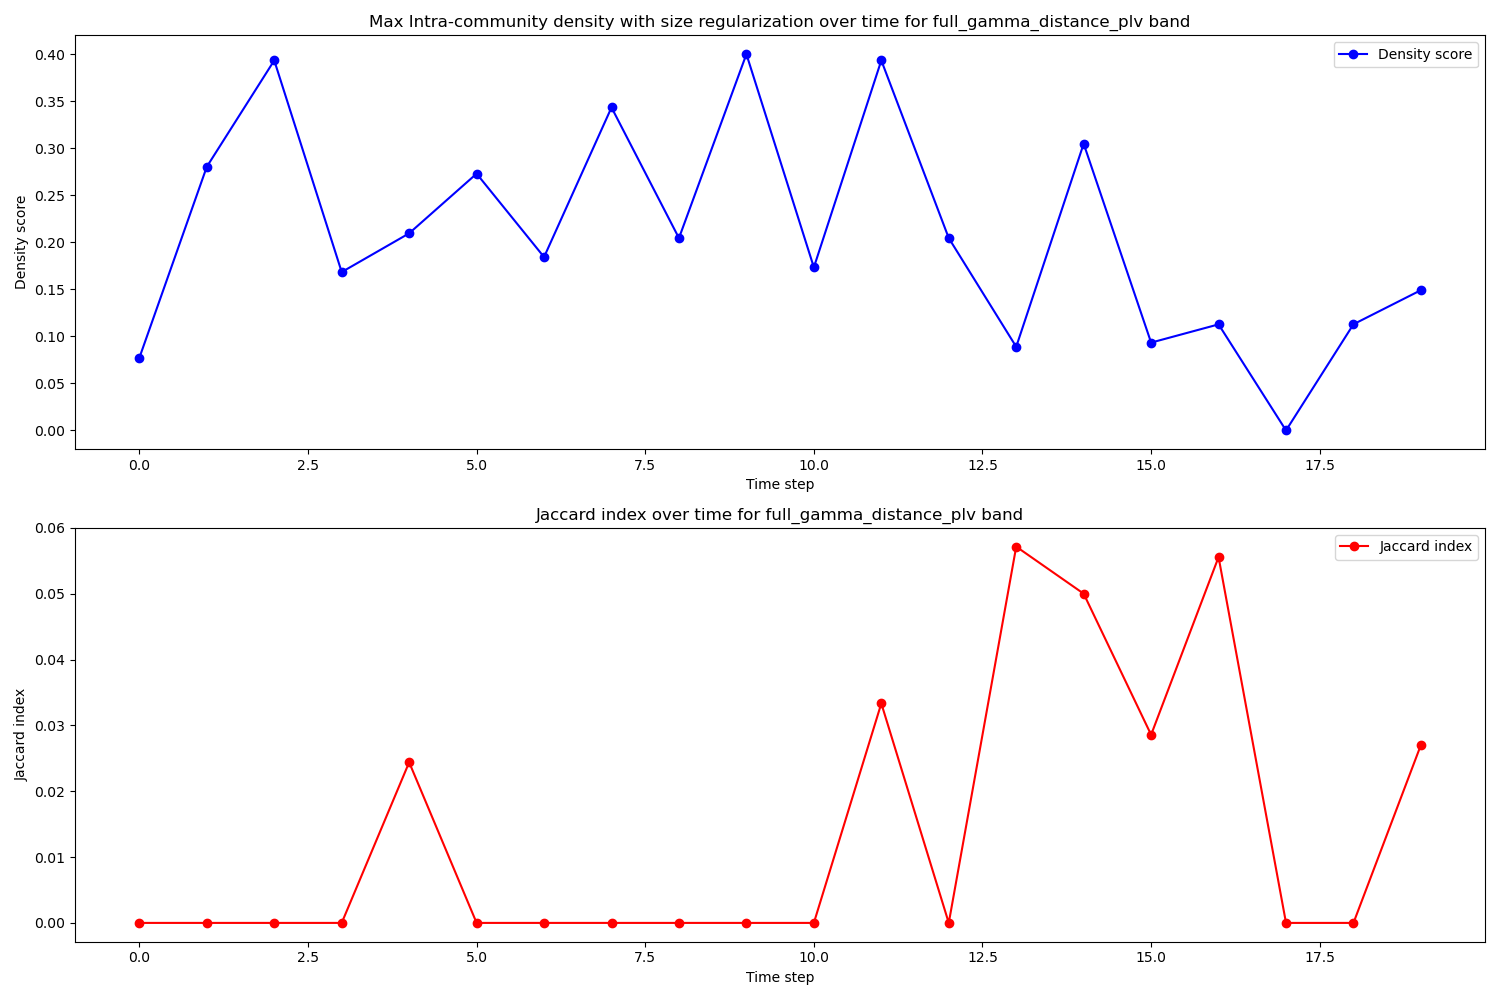 Max Intra-community density with size regularization over time for full_gamma_distance_plv band
Density score
0.40
0.35
0.30
0.25
0.20
0.15
0.10
0.05
0.00
Density score
0.0 2.5 5.0 7.5 10.0 12.5 15.0 17.5
Time step
Jaccard index over time for full_gamma_distance_plv band
Jaccard index
0.06
0.05
0.04
0.03
0.02
0.01
0.00
Jaccard index
0.0 2.5 5.0 7.5 10.0 12.5 15.0 17.5
Time step